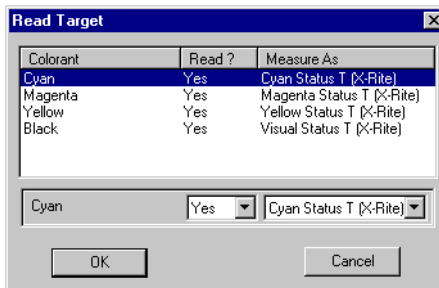 Read Target
Colorant Read ? Measure As
Cyan Yes Cyan Status T (X-Rite)
Magenta Yes Magenta Status T (X-Rite)
Yellow Yes Yellow Status T (X-Rite)
Black Yes Visual Status T (X-Rite)
Cyan Yes Cyan Status T (X-Rite)
OK Cancel